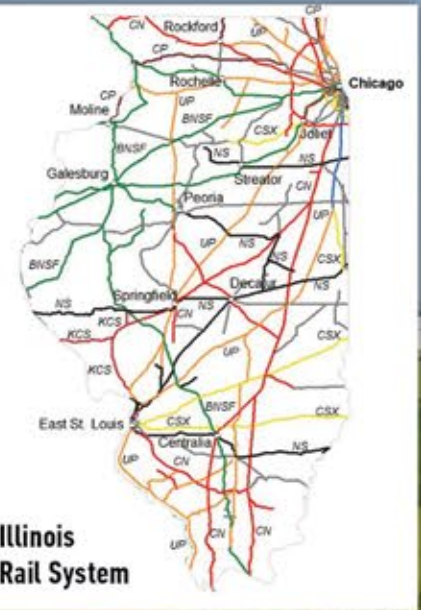 CP
CN
Rockford
UP
CP
Chicago
Rochelle
CP
UP
Moline
BNSF
CSX
Joliet
BNSF
NS
NS
Galesburg
Streator
CN
Peoria
UP
UP
NS
BNSF
NS
CSX
Decatur
NS
Springfield
NS
NS
CN
KCS
KCS
CSX
UP
KCS
BNSF
CSX
East St. Louis
CSX
Centralia
NS
UP
CN
CN
CN
UP
Illinois
Rail System